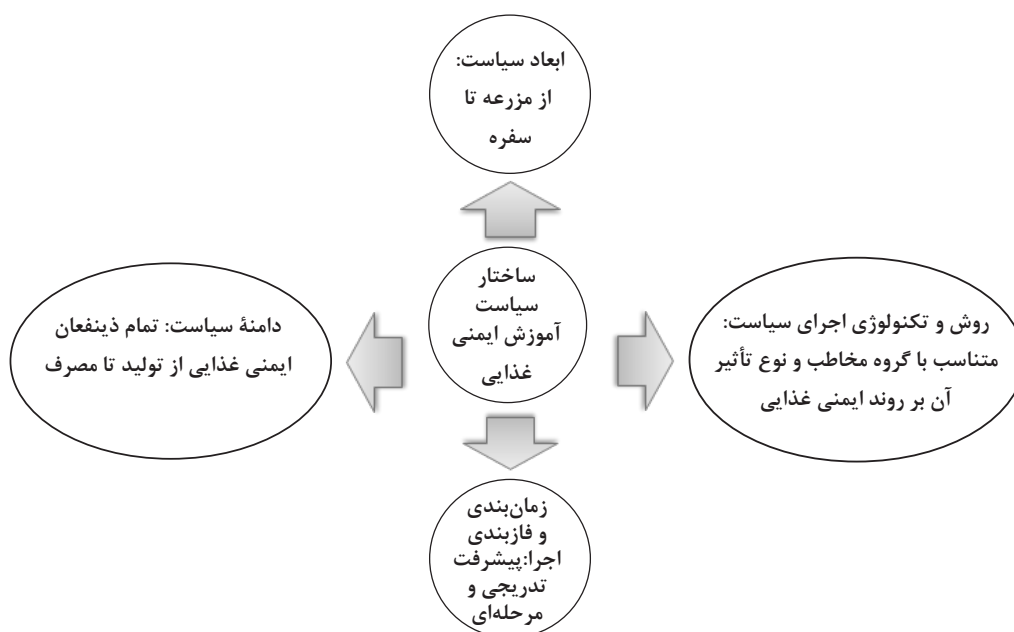 ابعاد سیاست:
از مزرعه تا
سفره
ساختار
سیاست
آموزش ایمنی
غذایی
روش و تکنولوژی اجرای سیاست:
متناسب با گروه مخاطب و نوع تأثیر
آن بر روند ایمنی غذایی
دامنهٔ سیاست: تمام ذینفعان
ایمنی غذایی از تولید تا مصرف
زمان‌بندی
و فازبندی
اجرا:پیشرفت
تدریجی و
مرحله‌ای